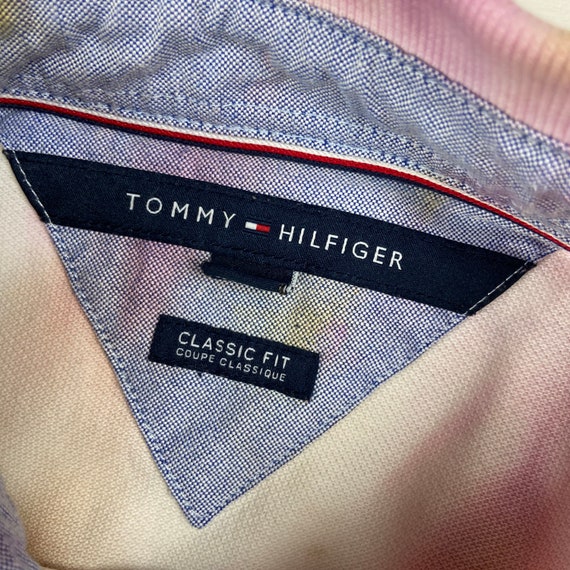 TOMMY HILFIGER
CLASSIC FIT
COUPE CLASSIQUE